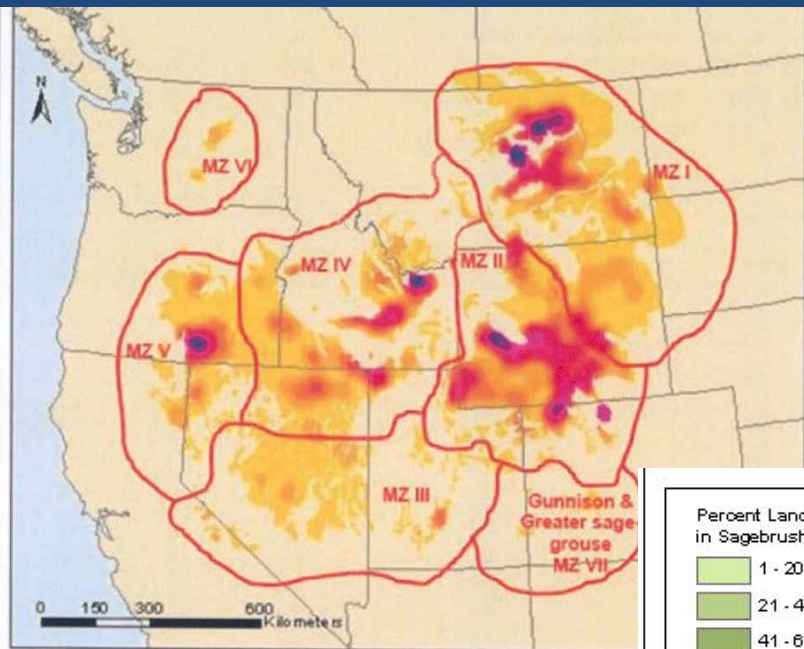 N
MZ VI
MZ I
MZ IV
MZ II
MZ V
MZ III
Gunnison &
Greater sage-
grouse
MZ VII
0 150 300 600
Kilometers
Percent Land
in Sagebrush
1 - 20
21 - 4
41 - 6